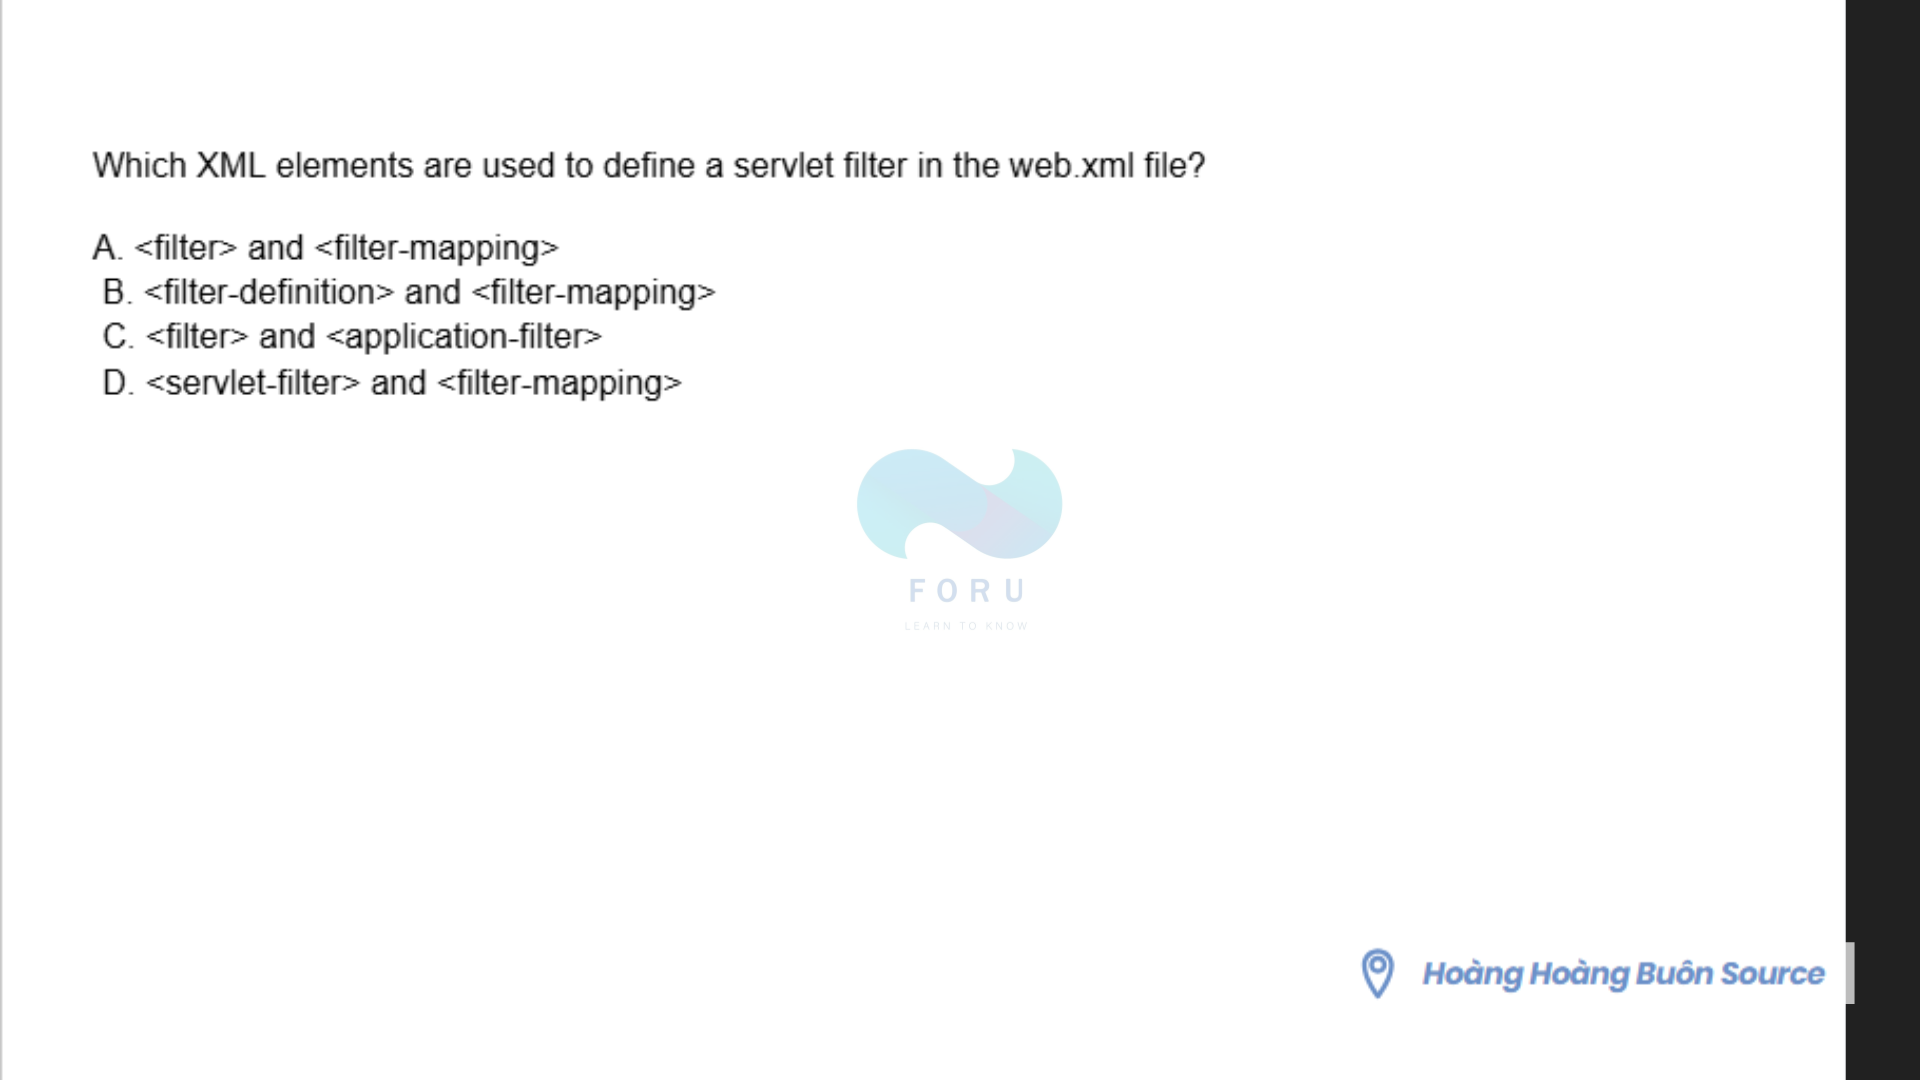 Which XML elements are used to define a servlet filter in the web.xml file?
A. <filter> and <filter-mapping>
B. <filter-definition> and <filter-mapping>
C. <filter> and <application-filter>
D. <servlet-filter> and <filter-mapping>
FORU
LEARN TO KNOW
Hoàng Hoàng Buôn Source